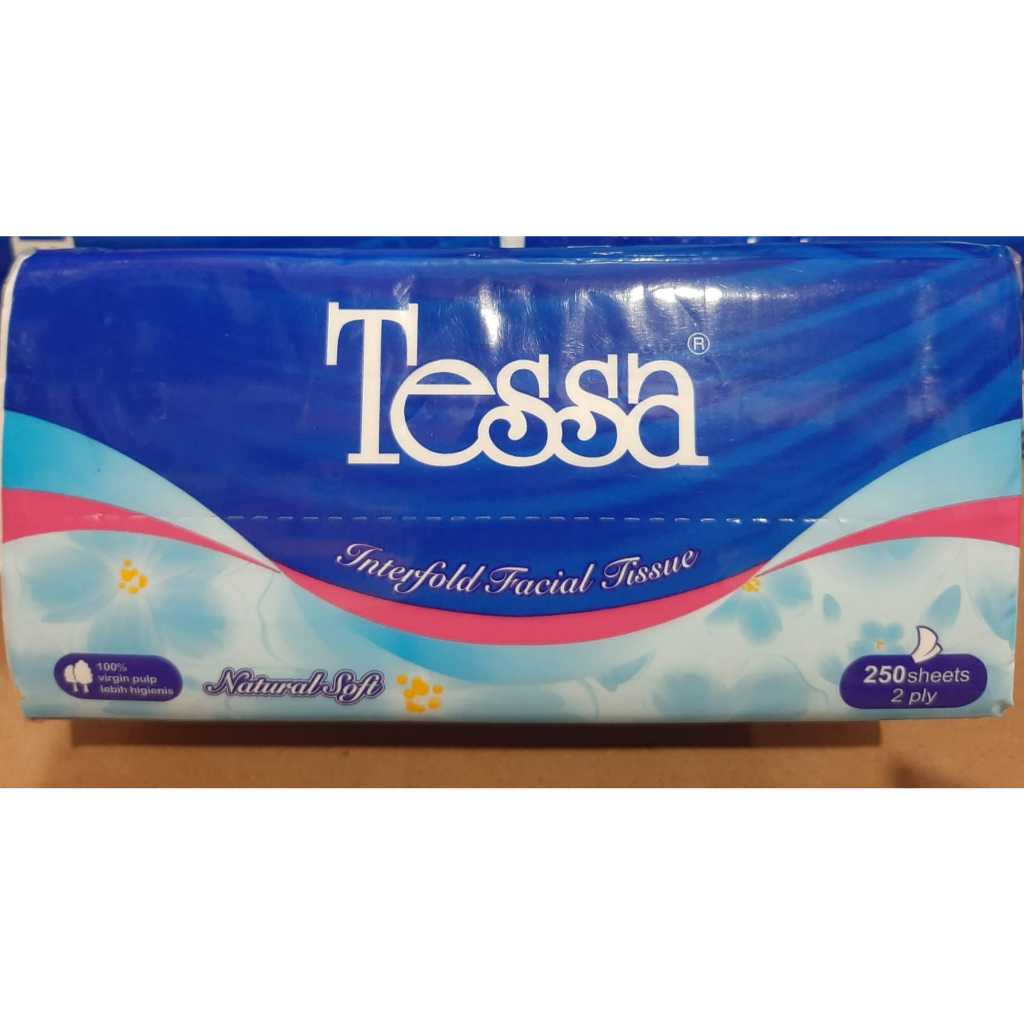 Tessa®
Interfold Facial Tissue
100%
virgin pulp
lebih higienis
Natural Soft
250 sheets
2 ply